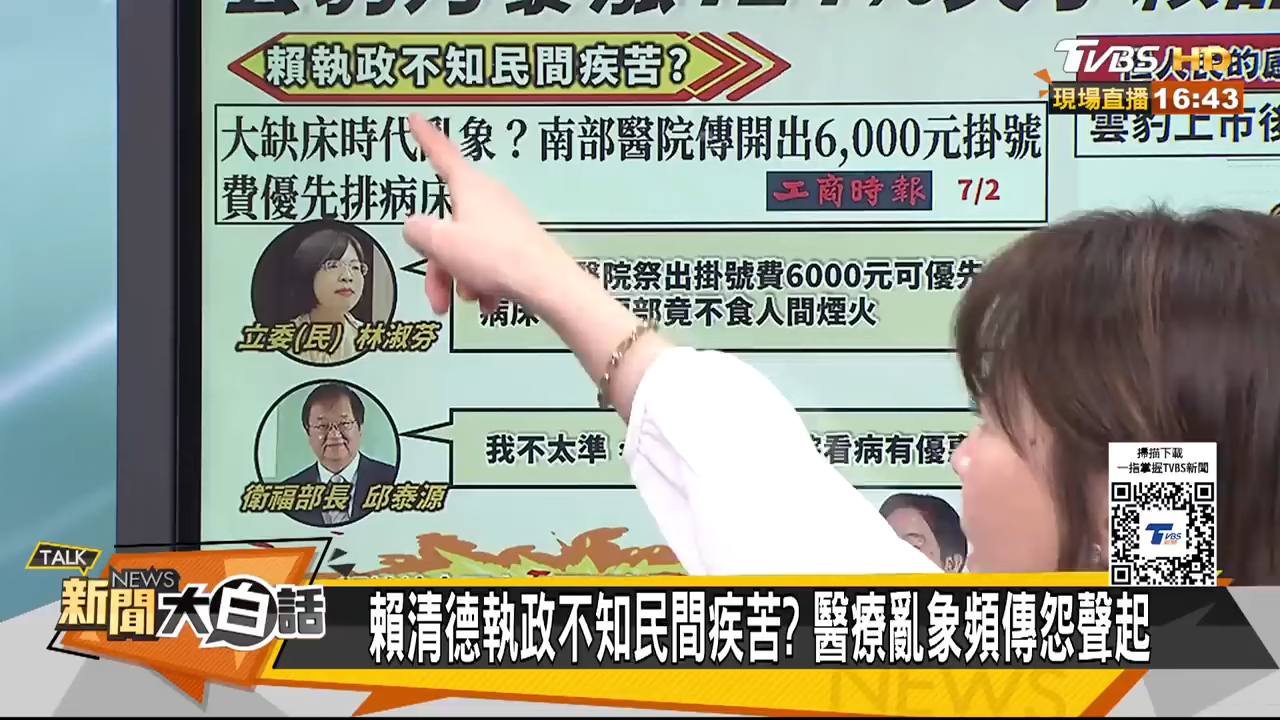 賴執政不知民間疾苦?
TVBS HD
現場直播 16:43
大缺床時代 象？南部醫院傳開出6,000元掛號
費優先排病床
工商時報 7/2
雲豹上市
醫院祭出掛號費6000元可優先
病床 部竟不食人間煙火
立委(民) 林淑芬
我不太準 看病有優
衛福部長 邱泰源
掃描下載
一指掌握TVBS新聞
TVBS
TALK
NEWS
新聞大白話
賴清德執政不知民間疾苦? 醫療亂象頻傳怨聲起
NEWS